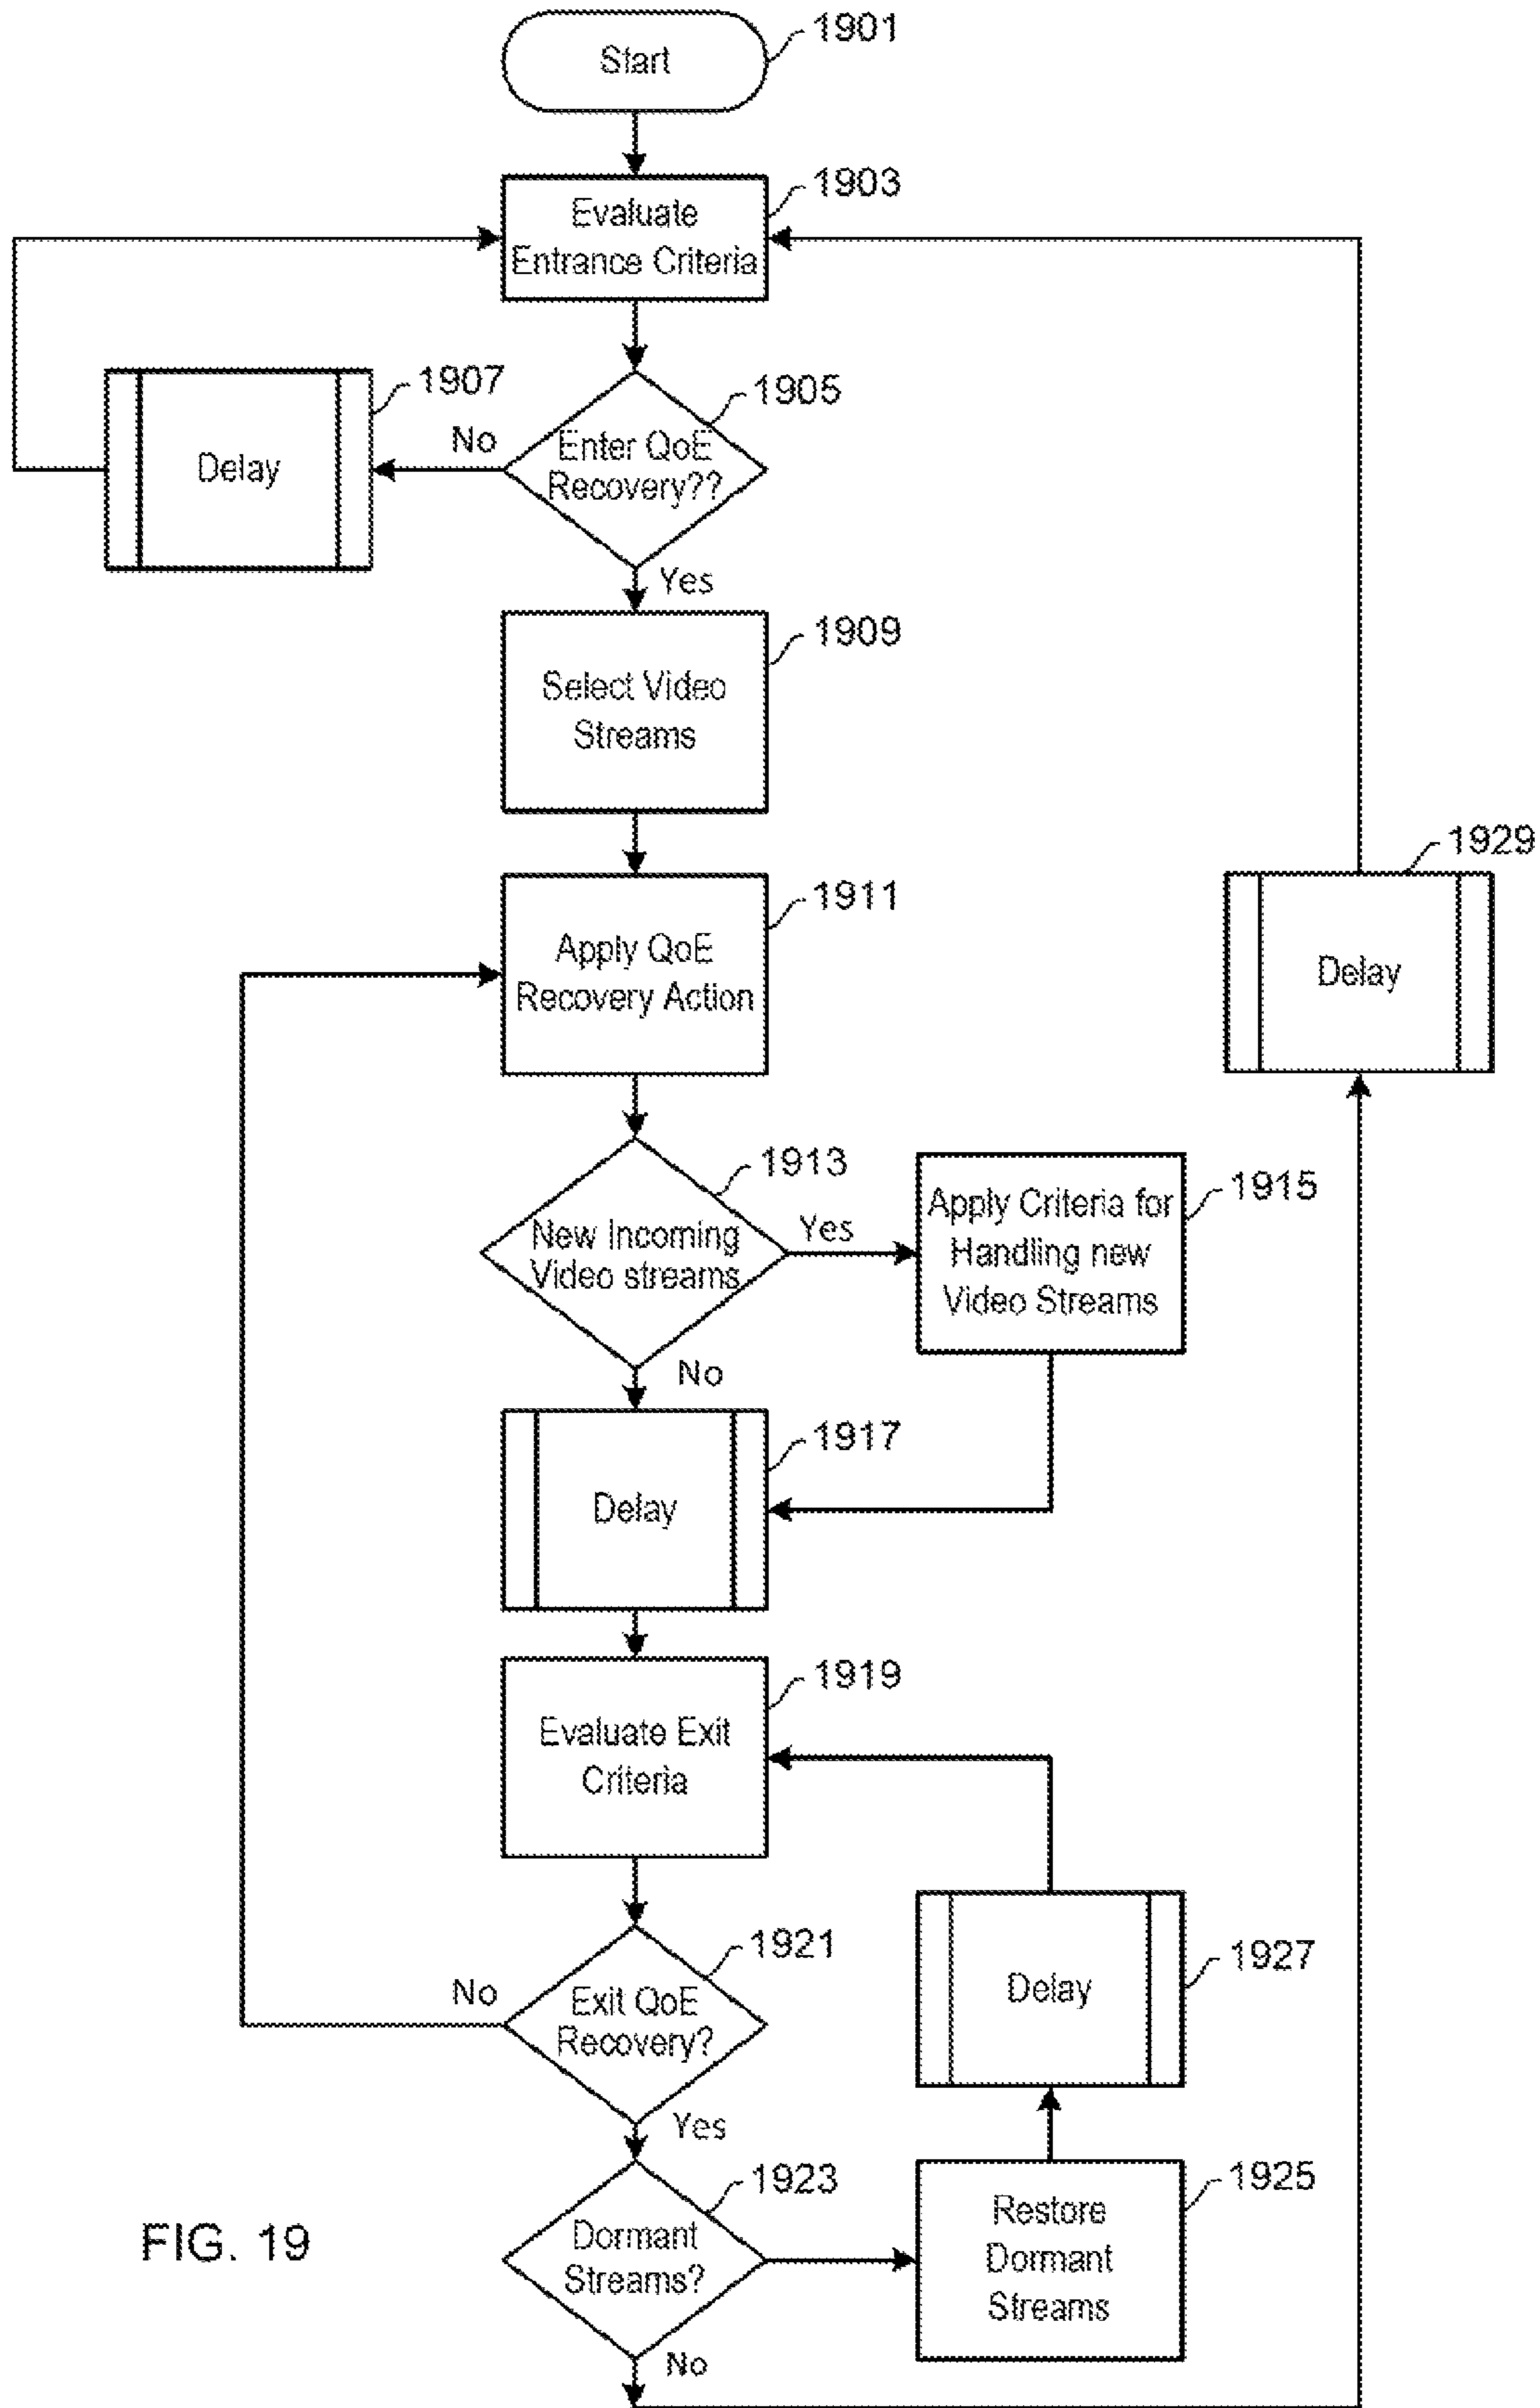 1901
Start
1903
Evaluate
Entrance Criteria
1907
Delay
1905
No
Enter QoE
Recovery??
Yes
1909
Select Video
Streams
1911
Apply QoE
Recovery Action
1929
Delay
1913
New Incoming
Video streams
Yes
1915
Apply Criteria for
Handling new
Video Streams
No
1917
Delay
1919
Evaluate Exit
Criteria
1921
No
Exit QoE
Recovery?
1927
Delay
Yes
1923
Dormant
Streams?
1925
Restore
Dormant
Streams
No
FIG. 19